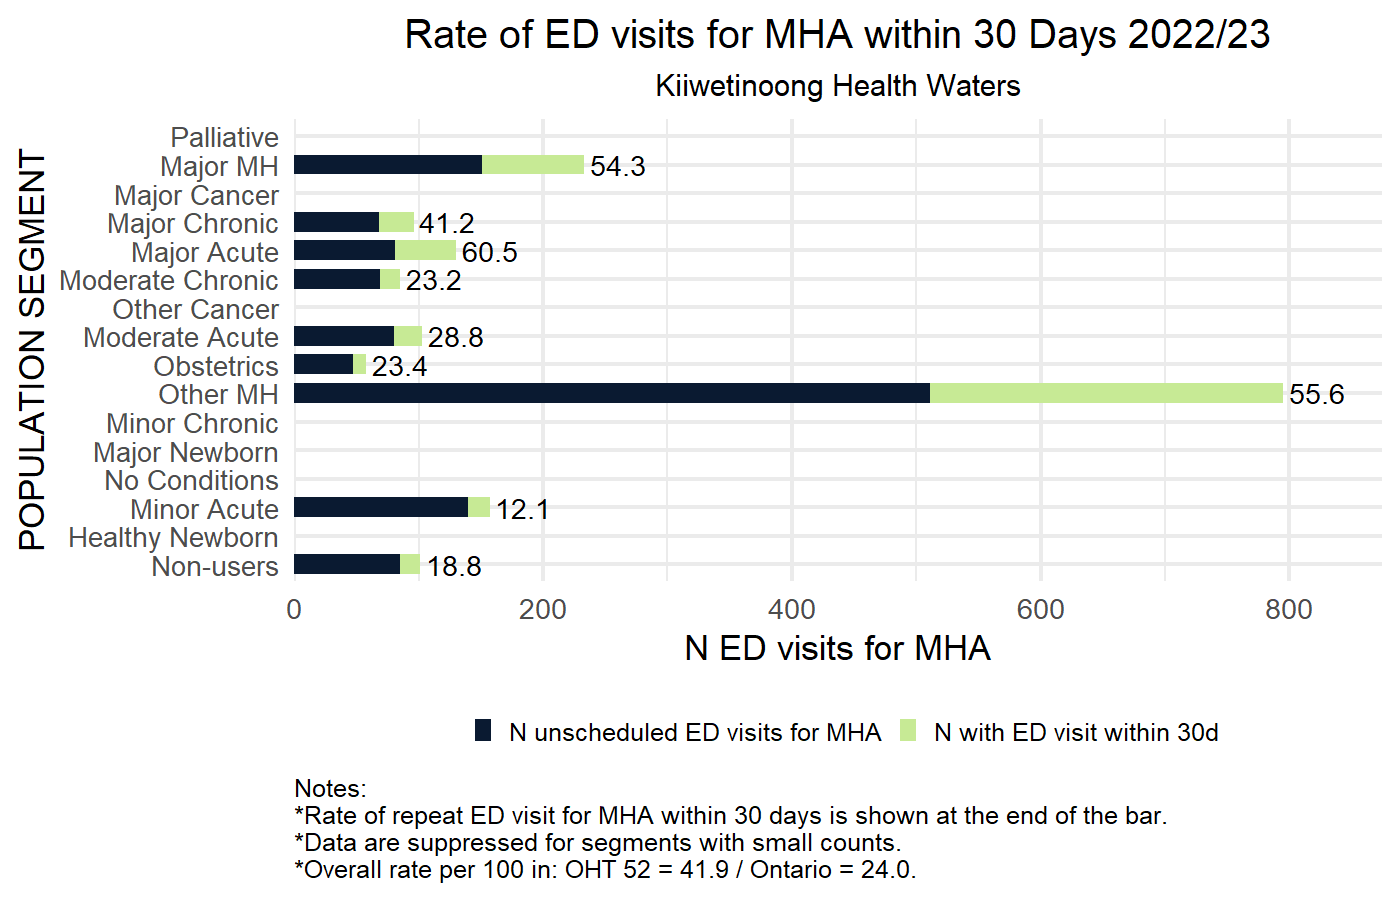 Rate of ED visits for MHA within 30 Days 2022/23
Kiiwetinoong Health Waters
POPULATION SEGMENT
Palliative
Major MH 54.3
Major Cancer
Major Chronic 41.2
Major Acute 60.5
Moderate Chronic 23.2
Other Cancer
Moderate Acute 28.8
Obstetrics 23.4
Other MH 55.6
Minor Chronic
Major Newborn
No Conditions
Minor Acute 12.1
Healthy Newborn
Non-users 18.8
0 200 400 600 800
N ED visits for MHA
N unscheduled ED visits for MHA N with ED visit within 30d
Notes:
*Rate of repeat ED visit for MHA within 30 days is shown at the end of the bar.
*Data are suppressed for segments with small counts.
*Overall rate per 100 in: OHT 52 = 41.9 / Ontario = 24.0.